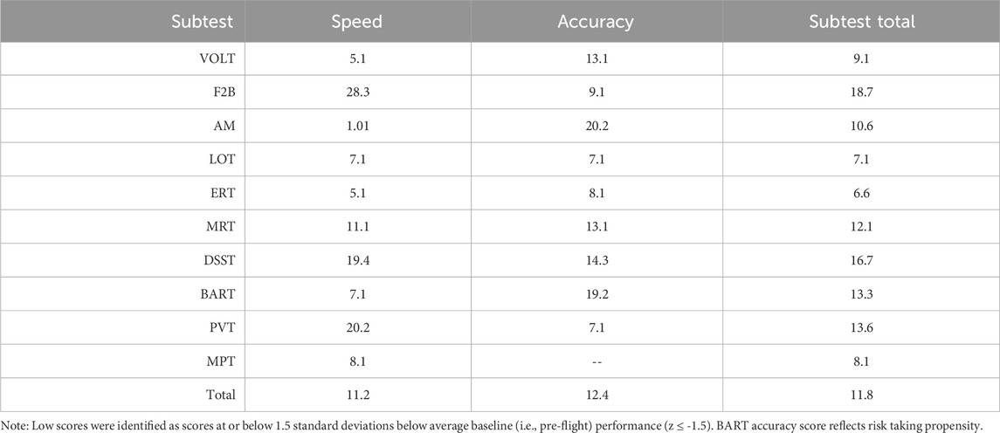 Subtest Speed Accuracy Subtest total
VOLT 5.1 13.1 9.1
F2B 28.3 9.1 18.7
AM 1.01 20.2 10.6
LOT 7.1 7.1 7.1
ERT 5.1 8.1 6.6
MRT 11.1 13.1 12.1
DSST 19.4 14.3 16.7
BART 7.1 19.2 13.3
PVT 20.2 7.1 13.6
MPT 8.1 -- 8.1
Total 11.2 12.4 11.8
Note: Low scores were identified as scores at or below 1.5 standard deviations below average baseline (i.e., pre-flight) performance (z ≤ -1.5). BART accuracy score reflects risk taking propensity.